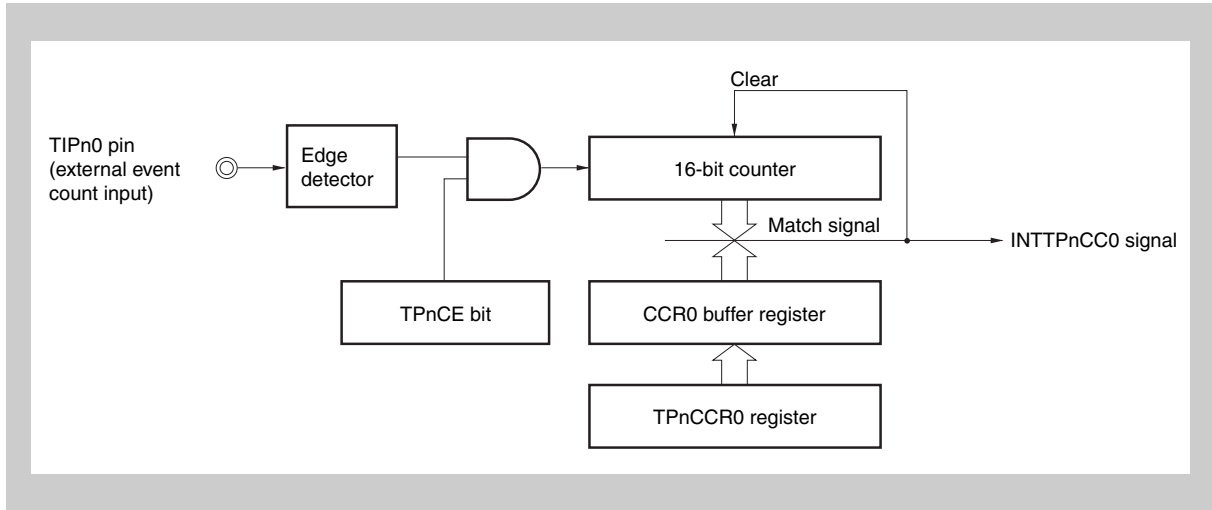 Clear
TIPn0 pin
(external event
count input)
Edge
detector
16-bit counter
Match signal
INTTPnCC0 signal
TPnCE bit
CCR0 buffer register
TPnCCR0 register